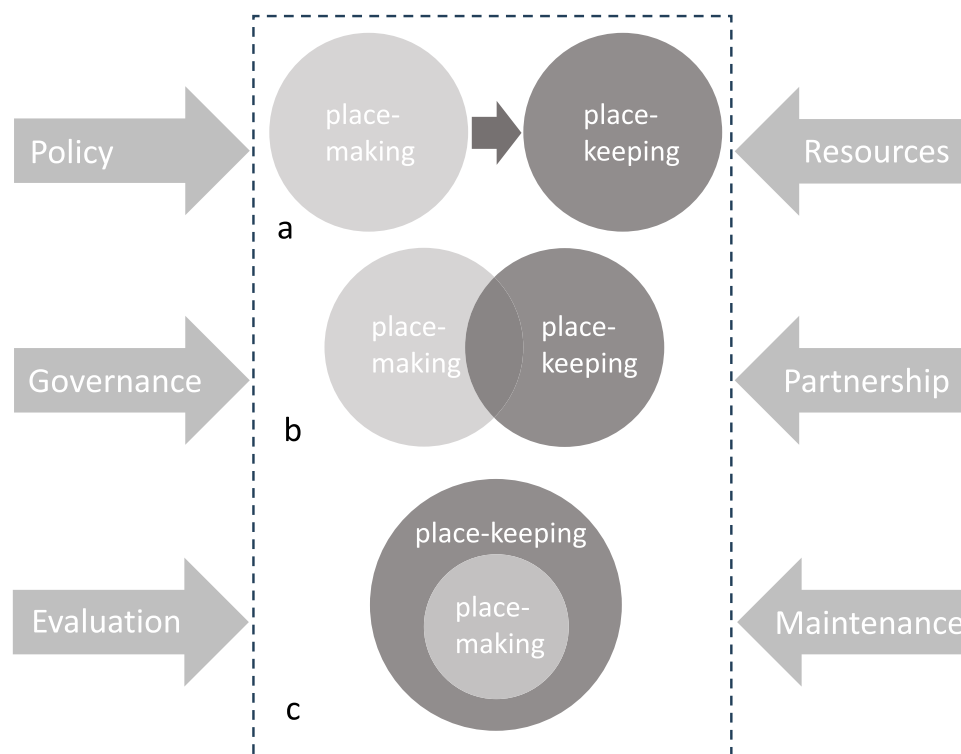 place-
making
place-
keeping
Policy
Resources
a
place-
making
place-
keeping
Governance
Partnership
b
place-keeping
place-
making
Evaluation
Maintenance
c